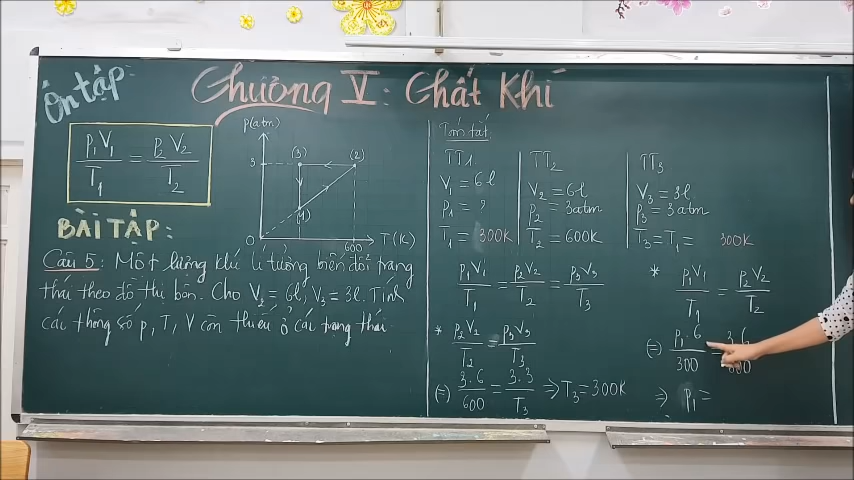 Ôn tập
Chương V: Chất Khí
p₁V₁/T₁ = p₂V₂/T₂
BÀI TẬP:
p(atm)
3
(3)
(2)
(1)
0
600
T(K)
Câu 5: Một lượng khí lí tưởng biến đổi trạng
thái theo đồ thị bên. Cho V₂ = 6l, V₃ = 3l. Tính
các thông số p, T, V còn thiếu ở các trạng thái
Tóm tắt
TT₁
V₁ = 6l
p₁ = ?
T₁ = 300K
TT₂
V₂ = 6l
p₂ = 3atm
T₂ = 600K
TT₃
V₃ = 3l
p₃ = 3atm
T₃ = T₁ = 300K
p₁V₁/T₁ = p₂V₂/T₂ = p₃V₃/T₃
* p₂V₂/T₂ = p₃V₃/T₃
(=) 3.6/600 = 3.3/T₃ => T₃ = 300K
* p₁V₁/T₁ = p₂V₂/T₂
(=) p₁.6/300 = 3.6/600
=> p₁ =